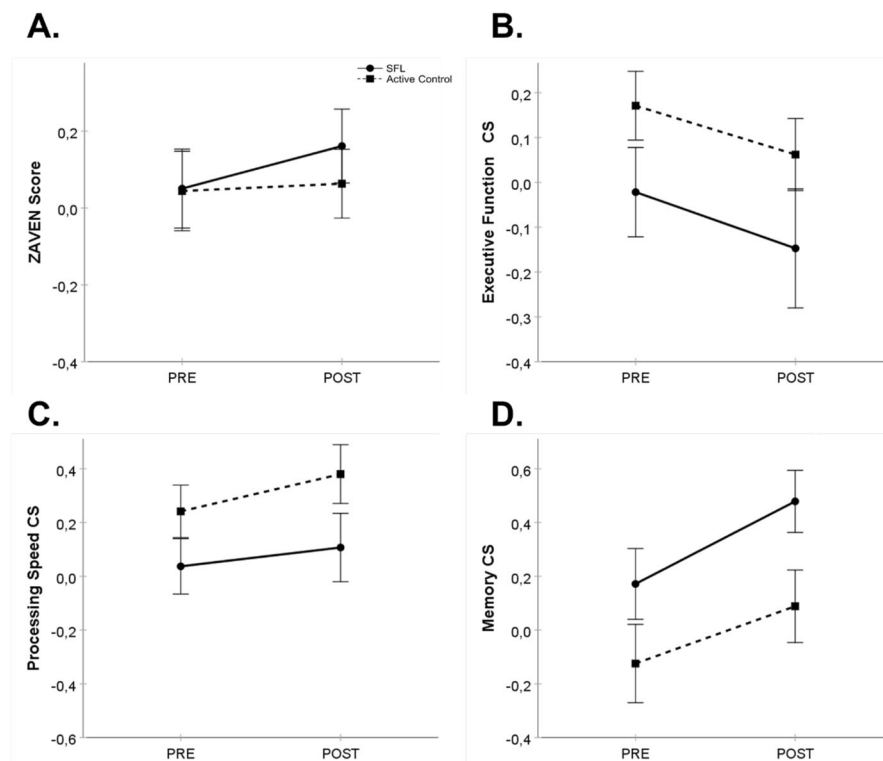 A.
SFL
Active Control
ZAVEN Score
0,2
0,0
-0,2
-0,4
PRE POST
B.
Executive Function CS
0,2
0,1
0,0
-0,1
-0,2
-0,3
-0,4
PRE POST
C.
Processing Speed CS
0,4
0,2
0,0
-0,2
-0,4
-0,6
PRE POST
D.
Memory CS
0,6
0,4
0,2
0,0
-0,2
-0,4
PRE POST